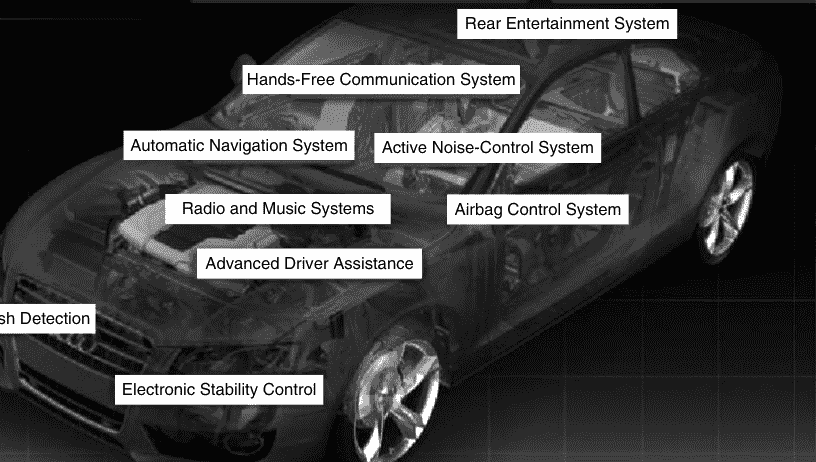 Rear Entertainment System
Hands-Free Communication System
Automatic Navigation System
Active Noise-Control System
Radio and Music Systems
Airbag Control System
Advanced Driver Assistance
sh Detection
Electronic Stability Control